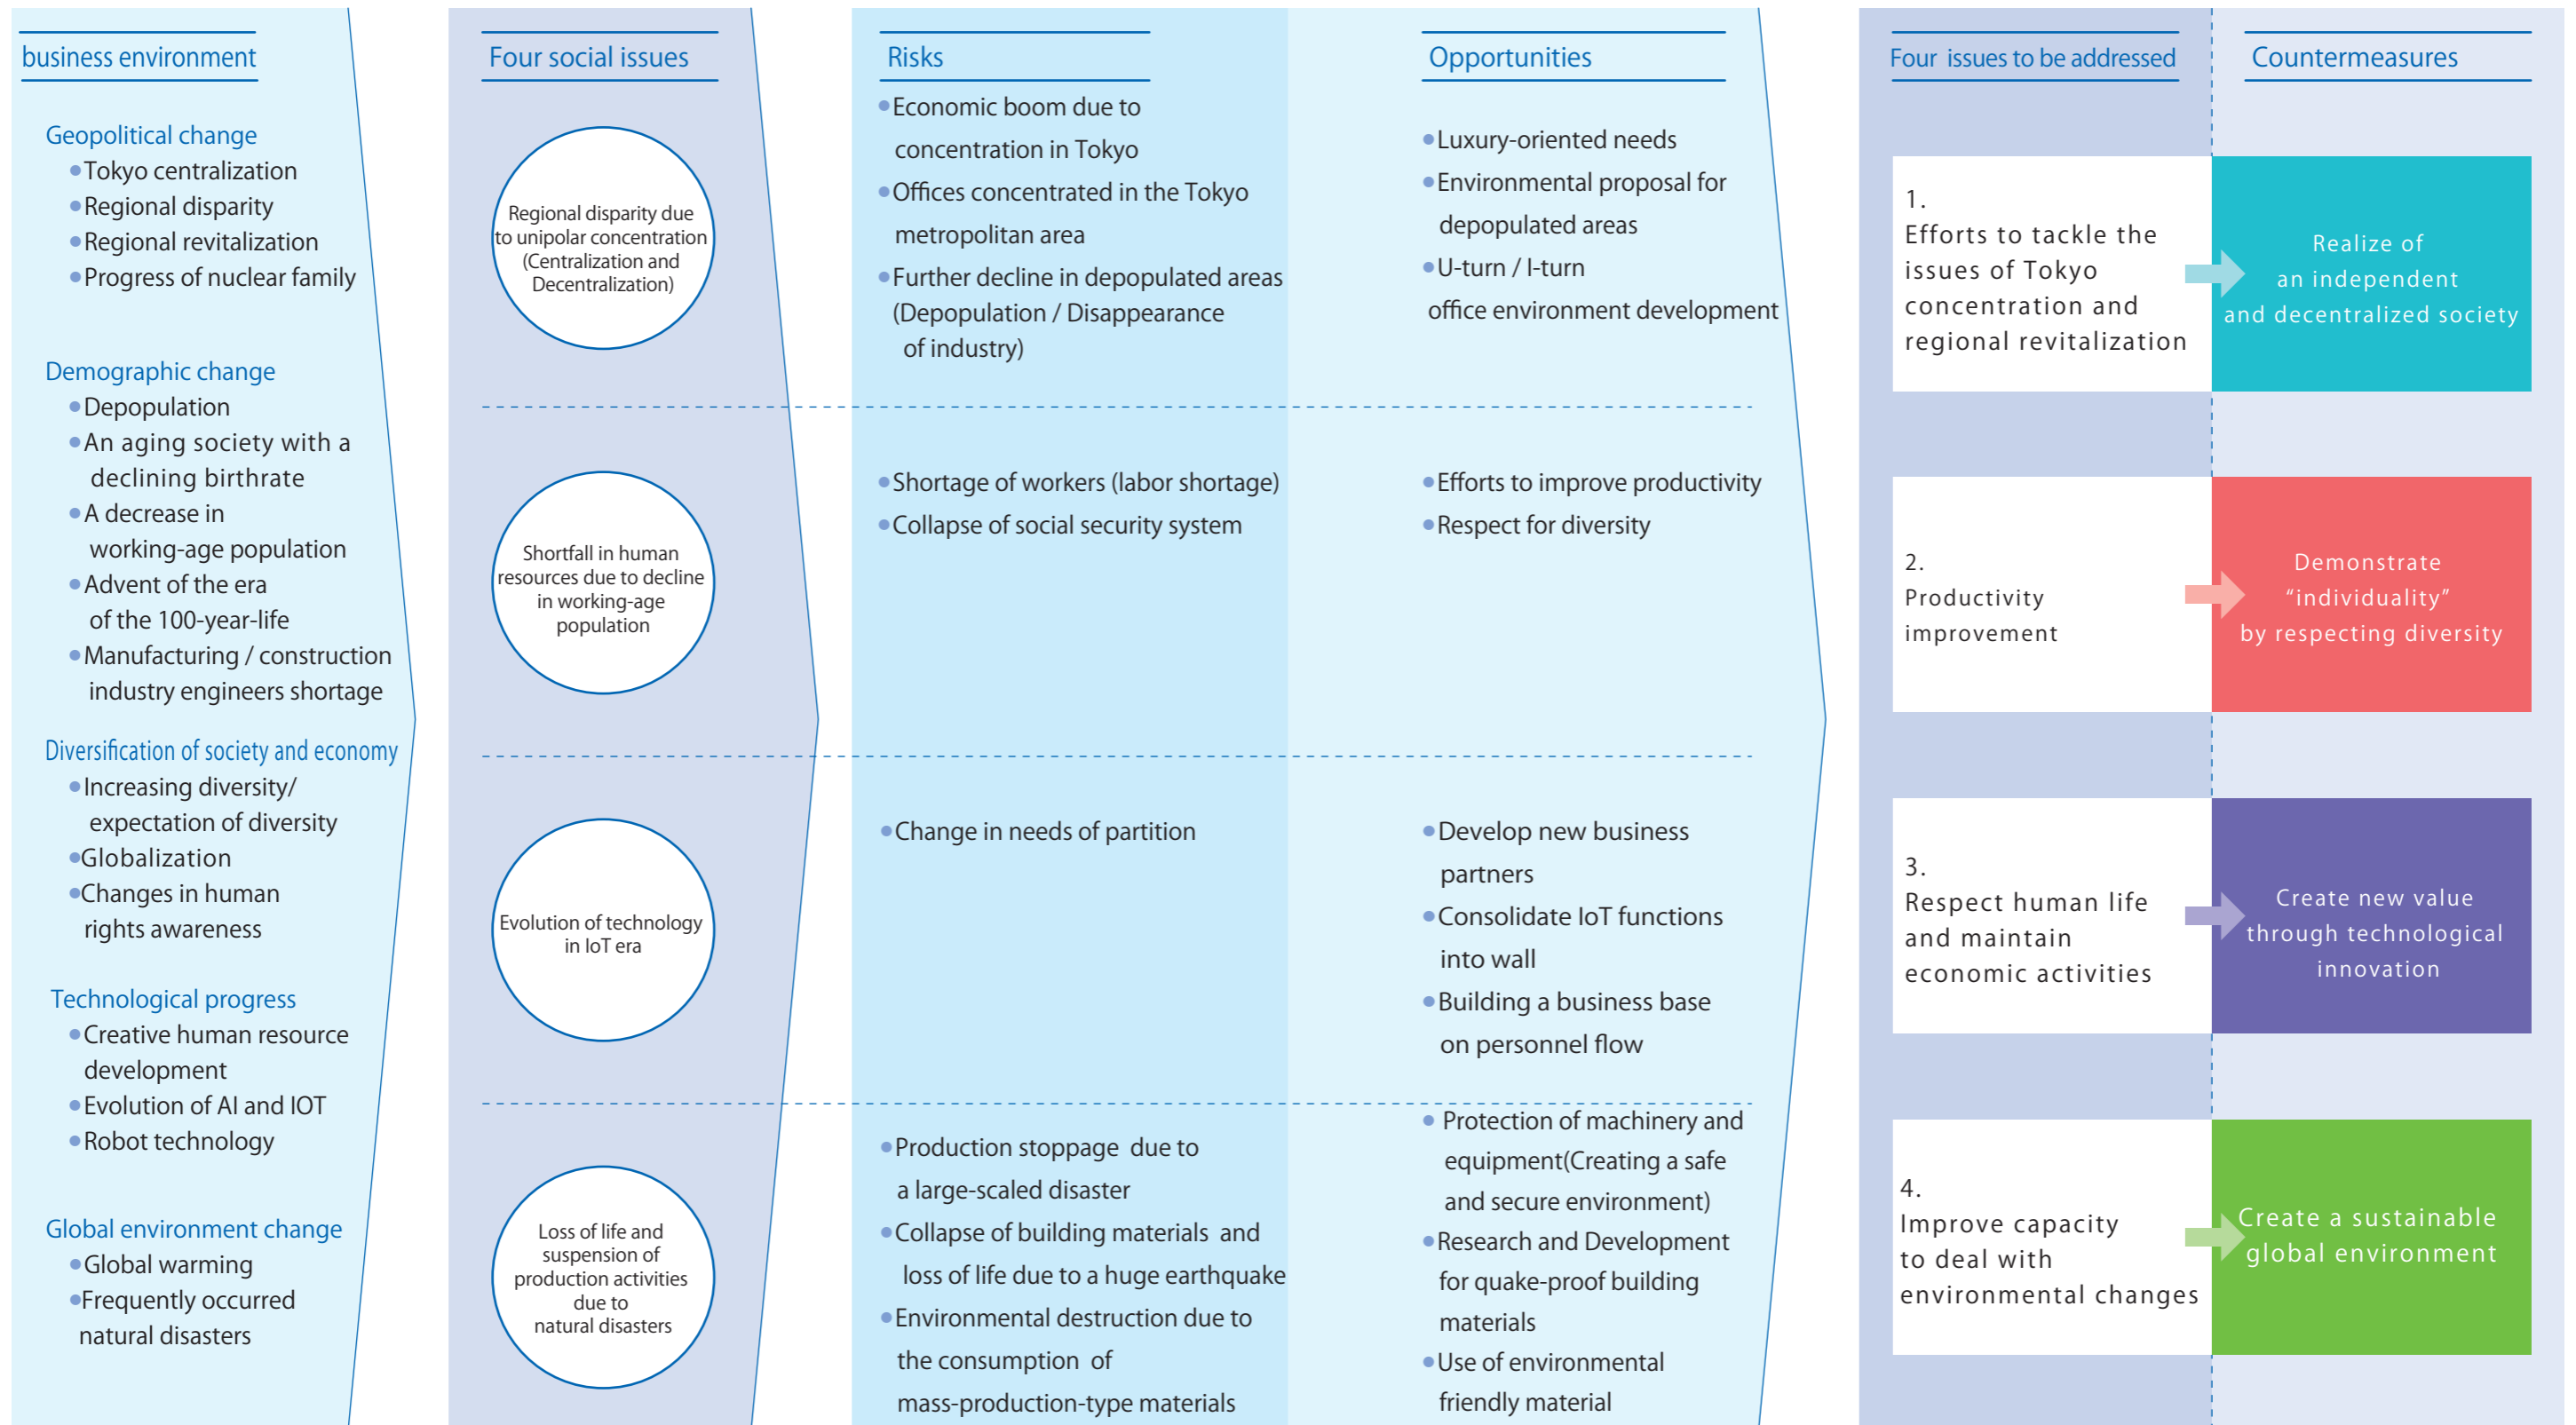 business environment
Geopolitical change
●Tokyo centralization
●Regional disparity
●Regional revitalization
●Progress of nuclear family
Demographic change
●Depopulation
●An aging society with a
declining birthrate
●A decrease in
working-age population
●Advent of the era
of the 100-year-life
●Manufacturing / construction
industry engineers shortage
Diversification of society and economy
●Increasing diversity/
expectation of diversity
●Globalization
●Changes in human
rights awareness
Technological progress
●Creative human resource
development
●Evolution of AI and IOT
●Robot technology
Global environment change
●Global warming
●Frequently occurred
natural disasters
Four social issues
Regional disparity due
to unipolar concentration
(Centralization and
Decentralization)
Shortfall in human
resources due to decline
in working-age
population
Evolution of technology
in IoT era
Loss of life and
suspension of
production activities
due to
natural disasters
Risks
●Economic boom due to
concentration in Tokyo
●Offices concentrated in the Tokyo
metropolitan area
●Further decline in depopulated areas
(Depopulation / Disappearance
of industry)
●Shortage of workers (labor shortage)
●Collapse of social security system
●Change in needs of partition
●Production stoppage due to
a large-scaled disaster
●Collapse of building materials and
loss of life due to a huge earthquake
●Environmental destruction due to
the consumption of
mass-production-type materials
Opportunities
●Luxury-oriented needs
●Environmental proposal for
depopulated areas
●U-turn / I-turn
office environment development
●Efforts to improve productivity
●Respect for diversity
●Develop new business
partners
●Consolidate IoT functions
into wall
●Building a business base
on personnel flow
● Protection of machinery and
equipment(Creating a safe
and secure environment)
●Research and Development
for quake-proof building
materials
●Use of environmental
friendly material
Four issues to be addressed
1.
Efforts to tackle the
issues of Tokyo
concentration and
regional revitalization
2.
Productivity
improvement
3.
Respect human life
and maintain
economic activities
4.
Improve capacity
to deal with
environmental changes
Countermeasures
Realize of
an independent
and decentralized society
Demonstrate
“individuality”
by respecting diversity
Create new value
through technological
innovation
Create a sustainable
global environment